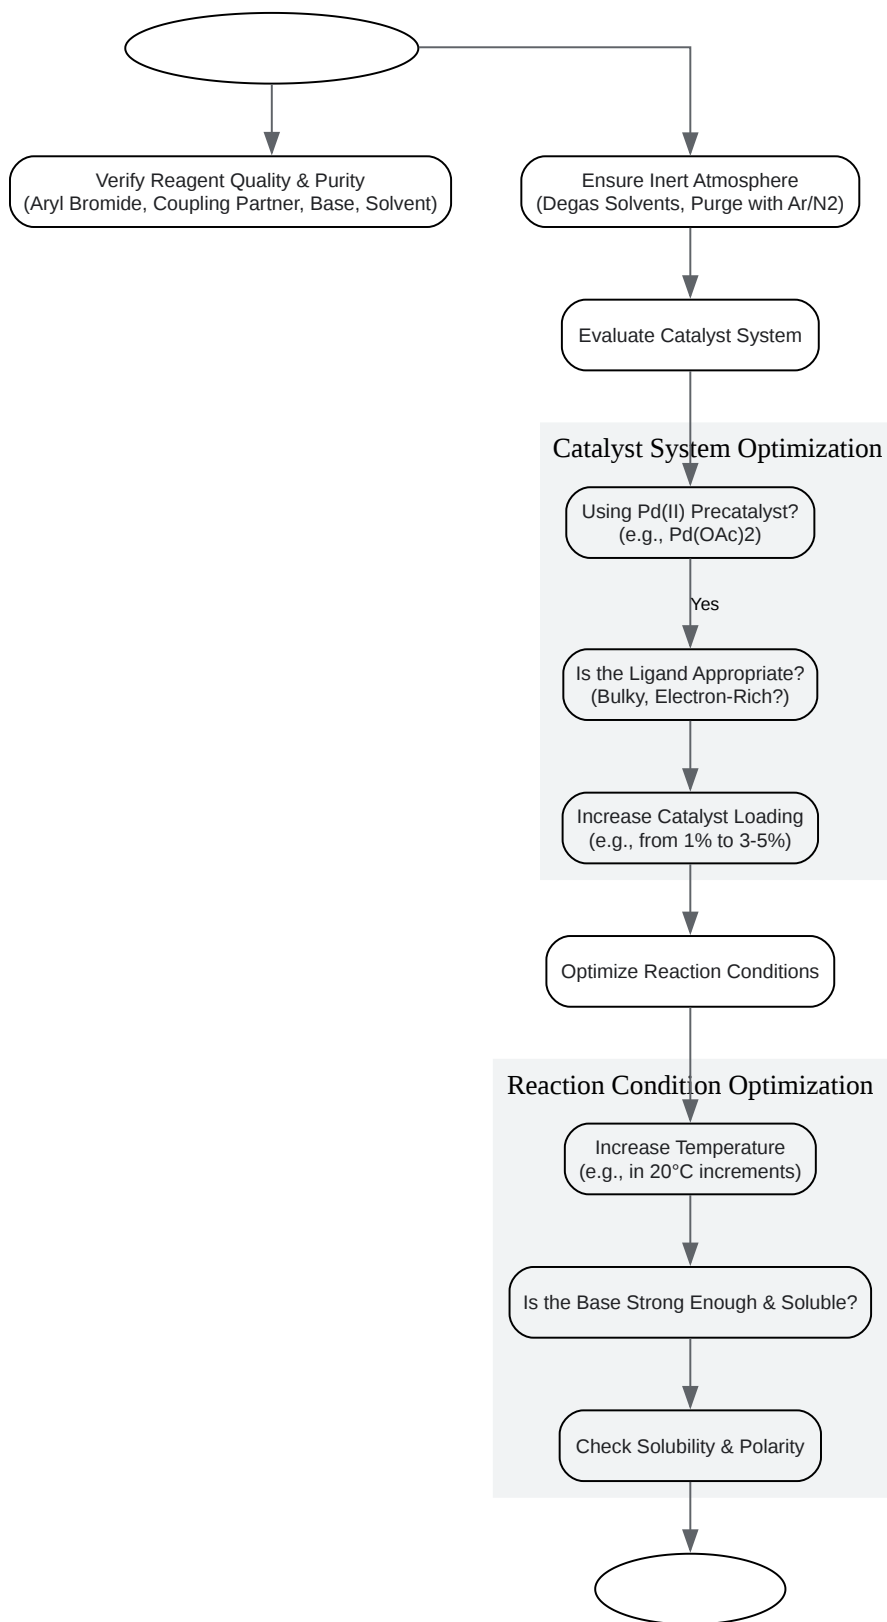 Verify Reagent Quality & Purity
(Aryl Bromide, Coupling Partner, Base, Solvent)
Ensure Inert Atmosphere
(Degas Solvents, Purge with Ar/N2)
Evaluate Catalyst System
Catalyst System Optimization
Using Pd(II) Precatalyst?
(e.g., Pd(OAc)2)
Yes
Is the Ligand Appropriate?
(Bulky, Electron-Rich?)
Increase Catalyst Loading
(e.g., from 1% to 3-5%)
Optimize Reaction Conditions
Reaction Condition Optimization
Increase Temperature
(e.g., in 20°C increments)
Is the Base Strong Enough & Soluble?
Check Solubility & Polarity